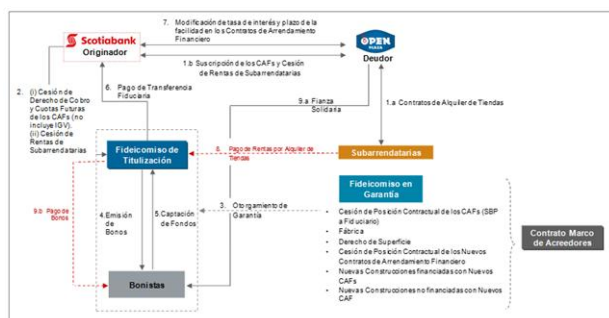 7. Modificación de tasa de interés y plazo de la
facilidad en los Contratos de Arrendamiento
Financiero
Scotiabank
Originador
OPEN
PLAZA
Deudor
1.b Suscripción de los CAFs y Cesión
de Rentas de Subarrendatarias
2. (i) Cesión de
Derecho de Cobro
y Cuotas Futuras
de los CAFs (no
incluye IGV).
(ii) Cesión de
Rentas de
Subarrendatarias
6. Pago de Transferencia
Fiduciaria
9.a Fianza
Solidaria
1.a Contratos de Alquiler de Tiendas
Fideicomiso de
Titulización
8. Pago de Rentas por Alquiler de
Tiendas
Subarrendatarias
9.b Pago de
Bonos
4.Emisión
de
Bonos
5.Captación
de Fondos
3. Otorgamiento de
Garantía
Fideicomiso en
Garantía
• Cesión de Posición Contractual de los CAFs (SBP
a Fiduciario)
• Fábrica
• Derecho de Superficie
• Cesión de Posición Contractual de los Nuevos
Contratos de Arrendamiento Financiero
• Nuevas Construcciones financiadas con Nuevos
CAFs
• Nuevas Construcciones no financiadas con Nuevos
CAF
Contrato Marco
de Acreedores
Bonistas